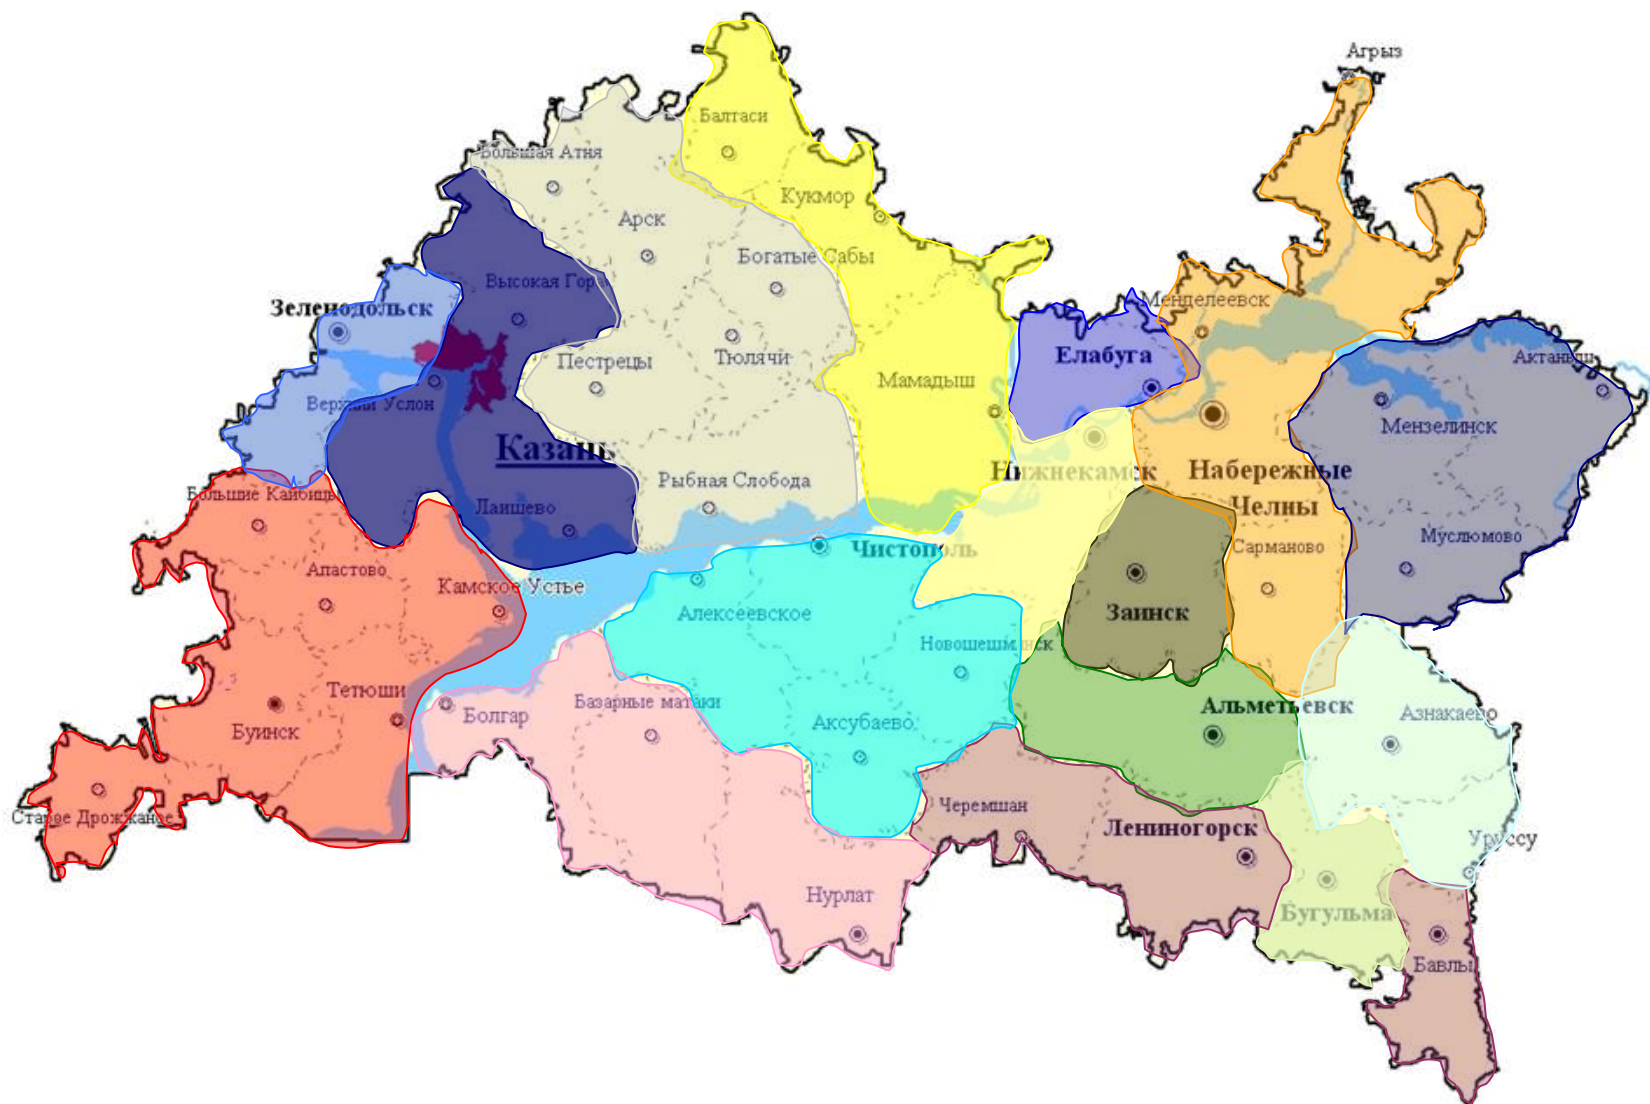 Агрыз
Балтаси
Большая Атня
Кукмор
Арск
Богатые Сабы
Высокая Гора
Менделеевск
Зеленодольск
Елабуга
Актаныш
Пестрецы
Тюлячи
Мамадыш
Верхний Услон
Мензелинск
Казань
Нижнекамск
Набережные
Челны
Рыбная Слобода
Большие Кайбицы
Лаишево
Муслюмово
Чистополь
Сарманово
Апастово
Камское Устье
Алексеевское
Заинск
Новошешминск
Тетюши
Базарные матаки
Болгар
Альметьевск
Азнакаево
Буинск
Аксубаево
Черемшан
Старое Дрожжаное
Лениногорск
Уруссу
Нурлат
Бугульма
Бавлы